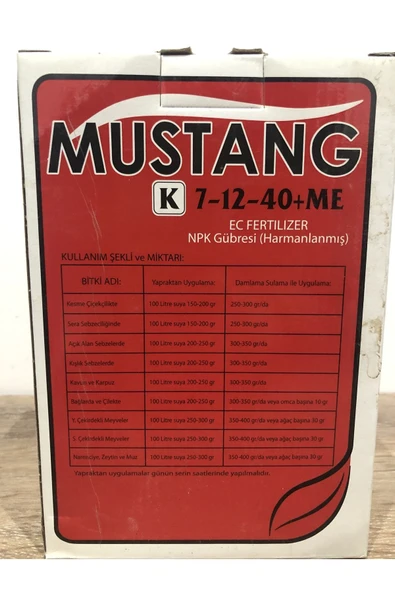 MUSTANG
K 7-12-40+ME
EC FERTILIZER
NPK Gübresi (Harmanlanmış)
KULLANIM ŞEKLİ ve MİKTARI:
BİTKİ ADI: Yapraktan Uygulama: Damlama Sulama ile Uygulama:
Kesme Çiçekçilikte 100 Litre suya 150-200 gr 250-300 gr/da
Sera Sebzeciliğinde 100 Litre suya 150-200 gr 250-300 gr/da
Açık Alan Sebzelerde 100 Litre suya 200-250 gr 300-350 gr/da
Kışlık Sebzelerde 100 Litre suya 200-250 gr 300-350 gr/da
Kavun ve Karpuz 100 Litre suya 200-250 gr 300-350 gr/da
Bağlarda ve Çilekte 100 Litre suya 200-250 gr 300-350 gr/da veya omca başına 10 gr
Y. Çekirdekli Meyveler 100 Litre suya 250-300 gr 350-400 gr/da veya ağaç başına 30 gr
S. Çekirdekli Meyveler 100 Litre suya 250-300 gr 350-400 gr/da veya ağaç başına 30 gr
Narenciye, Zeytin ve Muz 100 Litre suya 250-300 gr 350-400 gr/da veya ağaç başına 30 gr
Yapraktan uygulamalar günün serin saatlerinde yapılmalıdır.